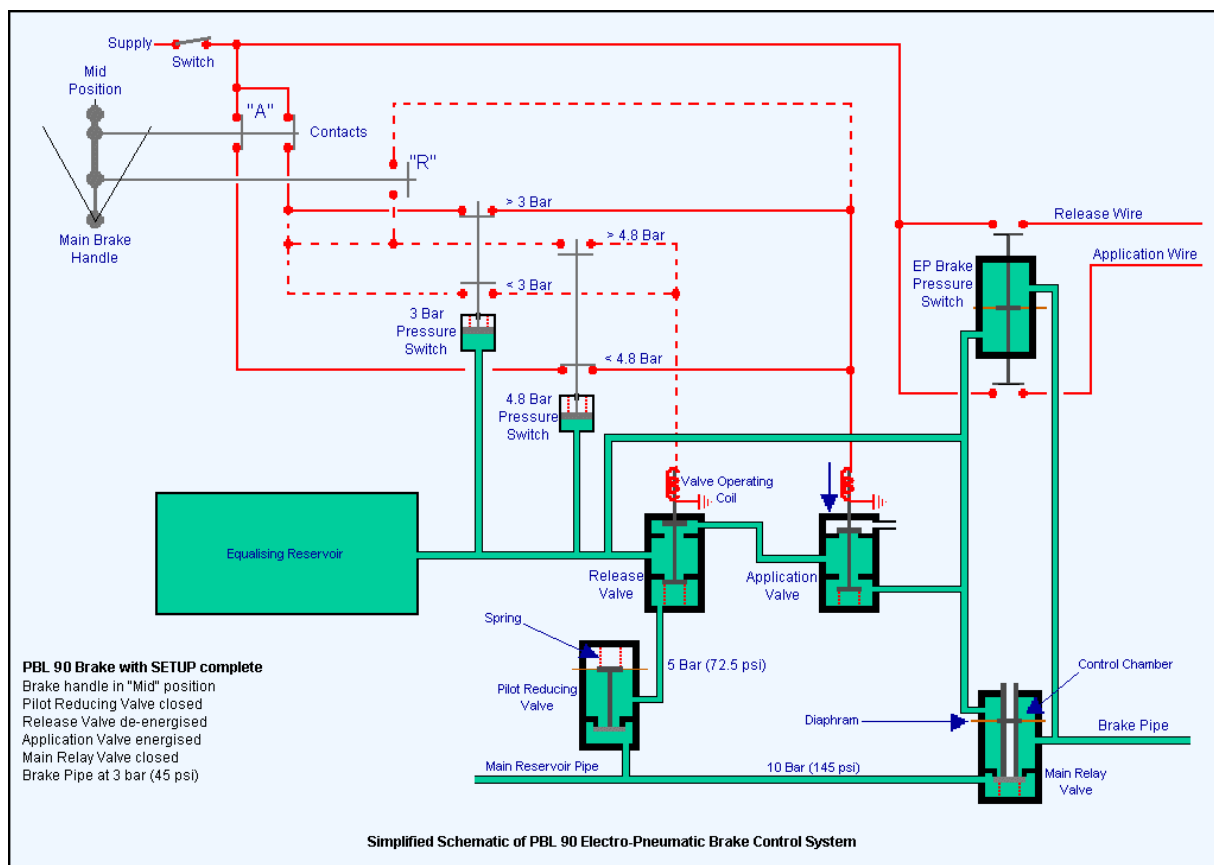 Supply
Switch
Mid
Position
"A"
Contacts
"R"
Main Brake
Handle
> 3 Bar
> 4.8 Bar
< 3 Bar
3 Bar
Pressure
Switch
< 4.8 Bar
4.8 Bar
Pressure
Switch
Release Wire
Application Wire
EP Brake
Pressure
Switch
Valve Operating
Coil
Equalising Reservoir
Release
Valve
Application
Valve
Spring
5 Bar (72.5 psi)
Pilot Reducing
Valve
Control Chamber
Diaphram
Brake Pipe
Main Reservoir Pipe
10 Bar (145 psi)
Main Relay
Valve
PBL 90 Brake with SETUP complete
Brake handle in "Mid" position
Pilot Reducing Valve closed
Release Valve de-energised
Application Valve energised
Main Relay Valve closed
Brake Pipe at 3 bar (45 psi)
Simplified Schematic of PBL 90 Electro-Pneumatic Brake Control System